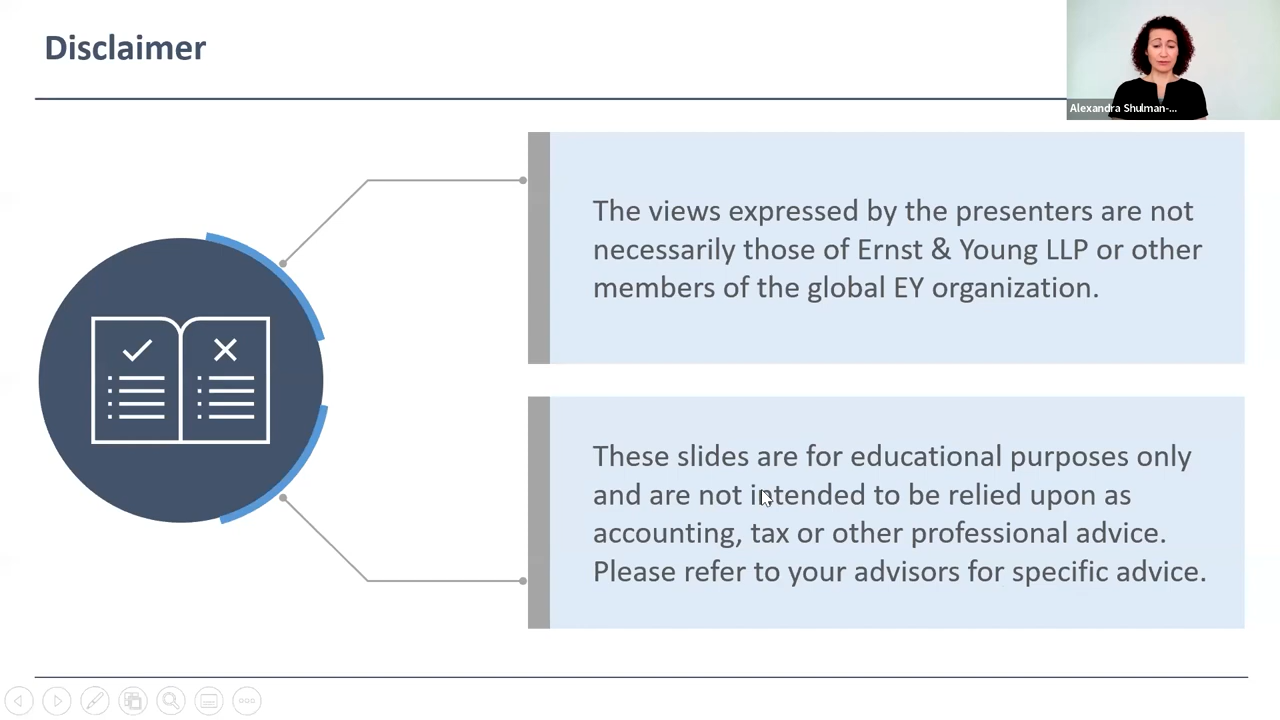 Disclaimer
Alexandra Shulman-...
The views expressed by the presenters are not
necessarily those of Ernst & Young LLP or other
members of the global EY organization.
These slides are for educational purposes only
and are not intended to be relied upon as
accounting, tax or other professional advice.
Please refer to your advisors for specific advice.